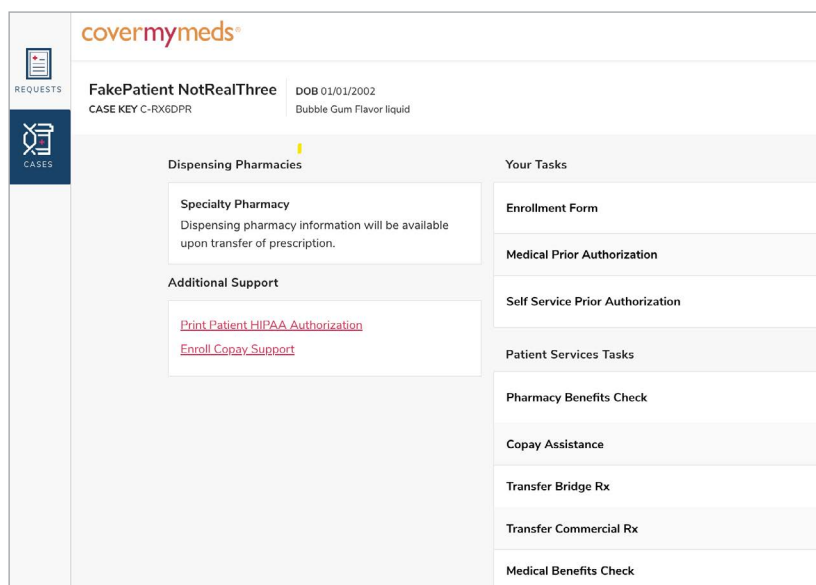 covermymeds®
REQUESTS
CASES
FakePatient NotRealThree
CASE KEY C-RX6DPR
DOB 01/01/2002
Bubble Gum Flavor liquid
Dispensing Pharmacies
Specialty Pharmacy
Dispensing pharmacy information will be available
upon transfer of prescription.
Additional Support
Print Patient HIPAA Authorization
Enroll Copay Support
Your Tasks
Enrollment Form
Medical Prior Authorization
Self Service Prior Authorization
Patient Services Tasks
Pharmacy Benefits Check
Copay Assistance
Transfer Bridge Rx
Transfer Commercial Rx
Medical Benefits Check